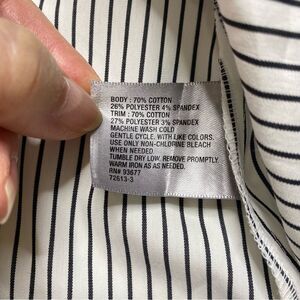 BODY : 70% COTTON
26% POLYESTER 4% SPANDEX
TRIM : 70% COTTON
27% POLYESTER 3% SPANDEX
MACHINE WASH COLD
GENTLE CYCLE. WITH LIKE COLORS.
USE ONLY NON-CHLORINE BLEACH
WHEN NEEDED
TUMBLE DRY LOW. REMOVE PROMPTLY.
WARM IRON AS AS NEEDED.
RN# 93677
72613-3